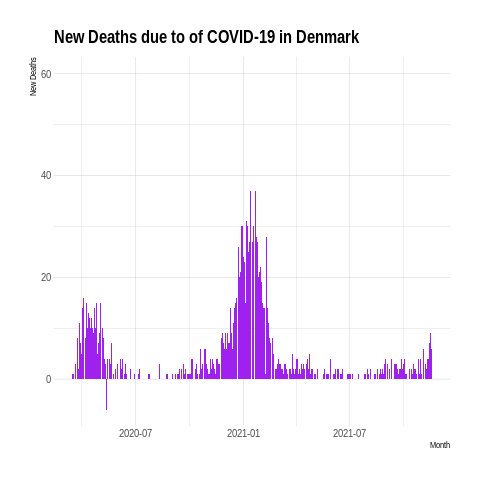 New Deaths due to of COVID-19 in Denmark
New Deaths
60
40
20
0
2020-07
2021-01
2021-07
Month